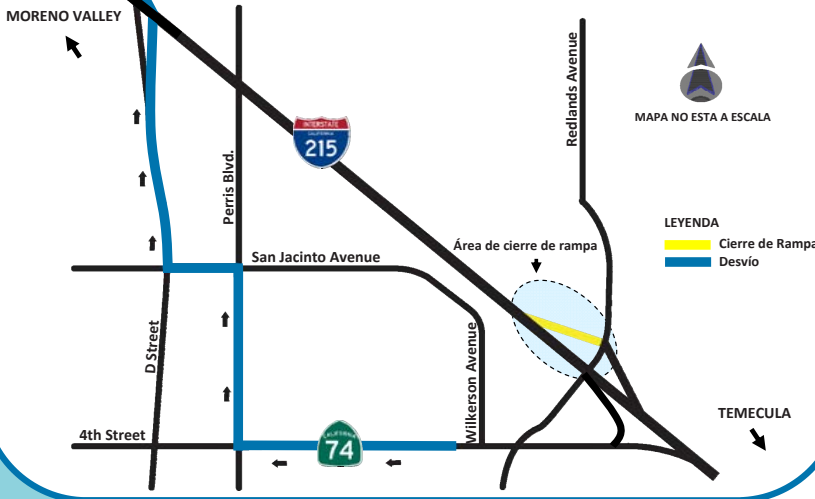 MORENO VALLEY
Redlands Avenue
MAPA NO ESTA A ESCALA
INTERSTATE
CALIFORNIA
215
Perris Blvd.
LEYENDA
Cierre de Rampa
Desvío
San Jacinto Avenue
Área de cierre de rampa
D Street
Wilkerson Avenue
4th Street
CALIFORNIA
74
TEMECULA